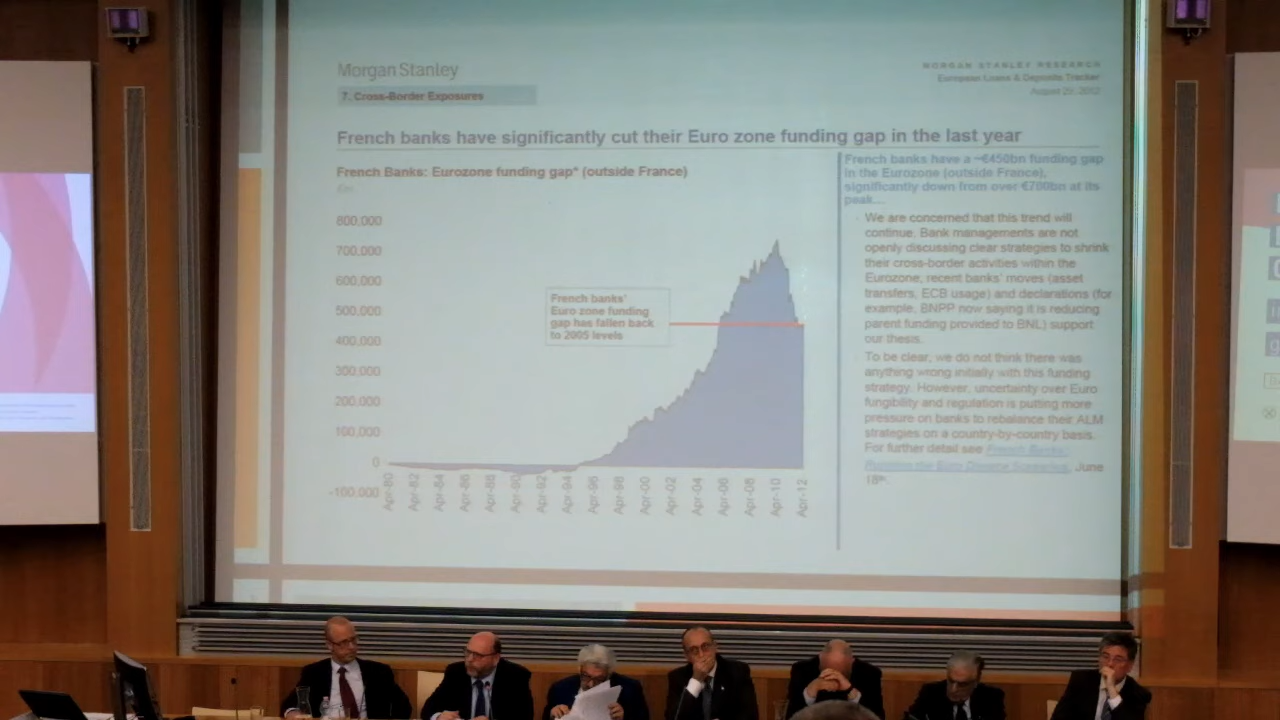 Morgan Stanley
MORGAN STANLEY RESEARCH
European Loans & Deposits Tracker
7. Cross-Border Exposures
French banks have significantly cut their Euro zone funding gap in the last year
French Banks: Eurozone funding gap* (outside France)
800,000
700,000
600,000
500,000
400,000
300,000
200,000
100,000
0
-100,000
French banks'
Euro zone funding
gap has fallen back
to 2005 levels
Apr-80
Apr-82
Apr-84
Apr-86
Apr-88
Apr-90
Apr-92
Apr-94
Apr-96
Apr-98
Apr-00
Apr-02
Apr-04
Apr-06
Apr-08
Apr-10
Apr-12
French banks have a ~€450bn funding gap
in the Eurozone (outside France),
significantly down from over €700bn at its
peak...
We are concerned that this trend will
continue. Bank managements are not
openly discussing clear strategies to shrink
their cross-border activities within the
Eurozone; recent banks' moves (asset
transfers, ECB usage) and declarations (for
example, BNPP now saying it is reducing
parent funding provided to BNL) support
our thesis.
To be clear, we do not think there was
anything wrong initially with this funding
strategy. However, uncertainty over Euro
fungibility and regulation is putting more
pressure on banks to rebalance their ALM
strategies on a country-by-country basis.
For further detail see French Banks:
the Euro June
18th.